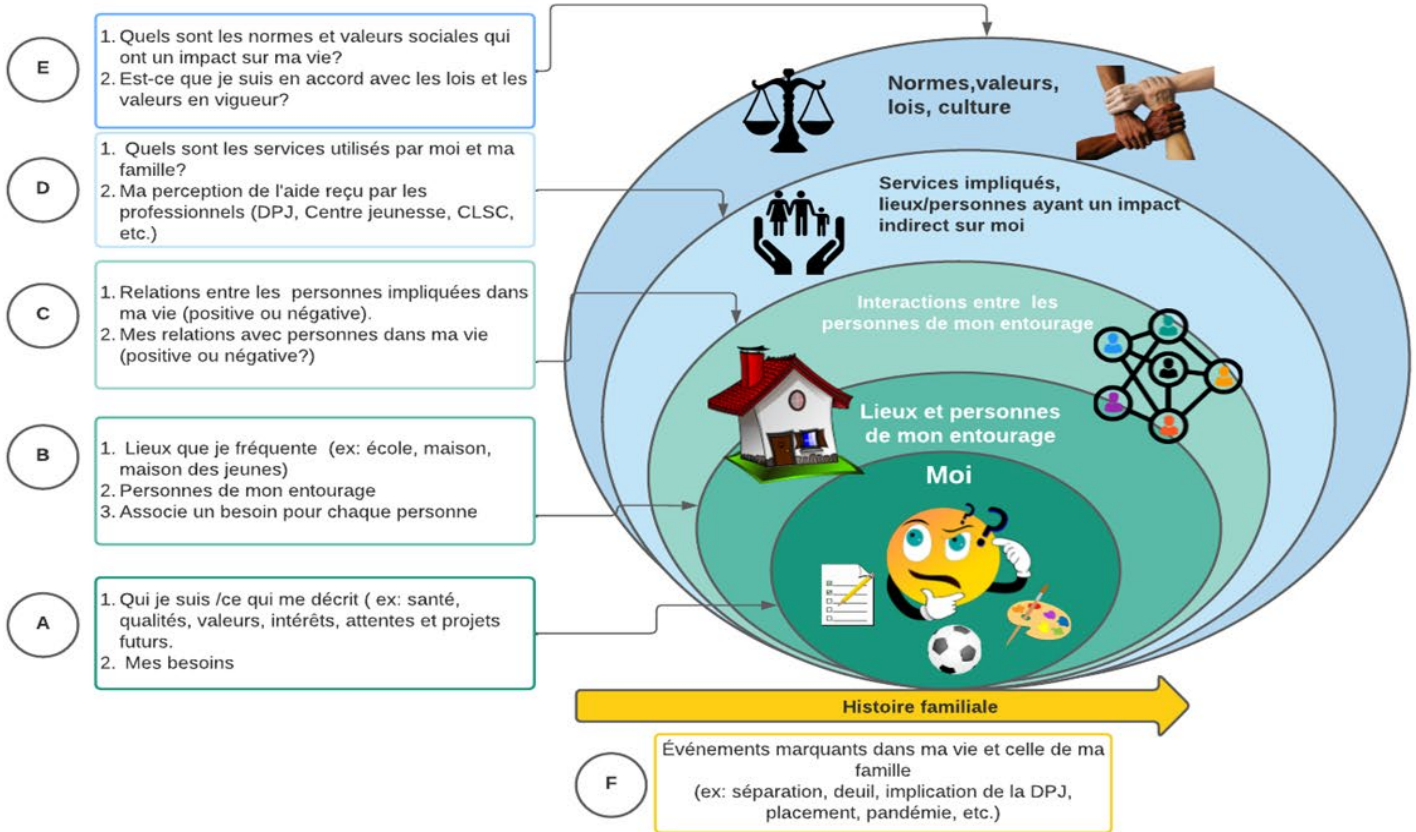 E
1. Quels sont les normes et valeurs sociales qui
ont un impact sur ma vie?
2. Est-ce que je suis en accord avec les lois et les
valeurs en vigueur?
D
1. Quels sont les services utilisés par moi et ma
famille?
2. Ma perception de l'aide reçu par les
professionnels (DPJ, Centre jeunesse, CLSC,
etc.)
C
1. Relations entre les personnes impliquées dans
ma vie (positive ou négative).
2. Mes relations avec personnes dans ma vie
(positive ou négative?)
B
1. Lieux que je fréquente (ex: école, maison,
maison des jeunes)
2. Personnes de mon entourage
3. Associe un besoin pour chaque personne
A
1. Qui je suis /ce qui me décrit ( ex: santé,
qualités, valeurs, intérêts, attentes et projets
futurs.
2. Mes besoins
Normes,valeurs,
lois, culture
Services impliqués,
lieux/personnes ayant un impact
indirect sur moi
Interactions entre les
personnes de mon entourage
Lieux et personnes
de mon entourage
Moi
? ?
Histoire familiale
F
Événements marquants dans ma vie et celle de ma
famille
(ex: séparation, deuil, implication de la DPJ,
placement, pandémie, etc.)